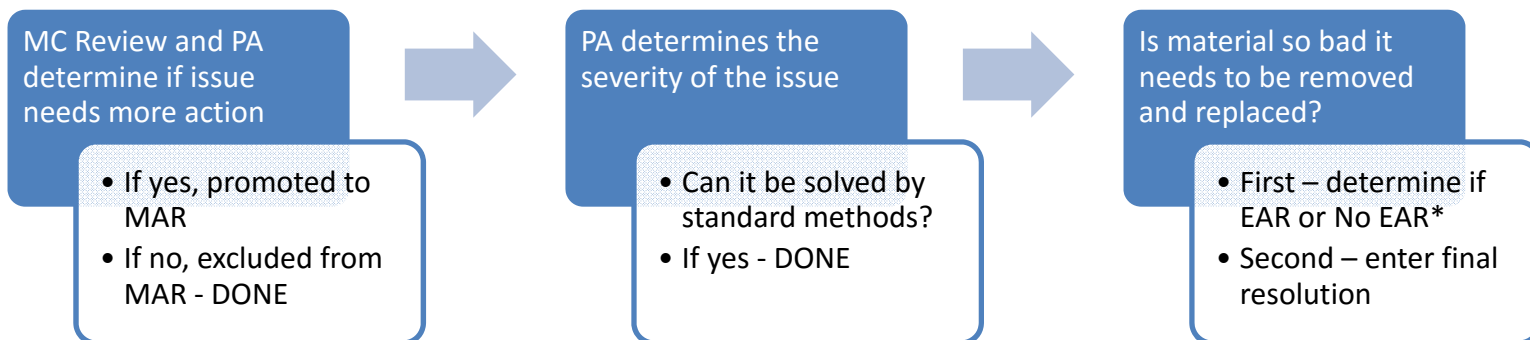 MC Review and PA
determine if issue
needs more action
• If yes, promoted to
MAR
• If no, excluded from
MAR - DONE
PA determines the
severity of the issue
• Can it be solved by
standard methods?
• If yes - DONE
Is material so bad it
needs to be removed
and replaced?
• First – determine if
EAR or No EAR*
• Second – enter final
resolution